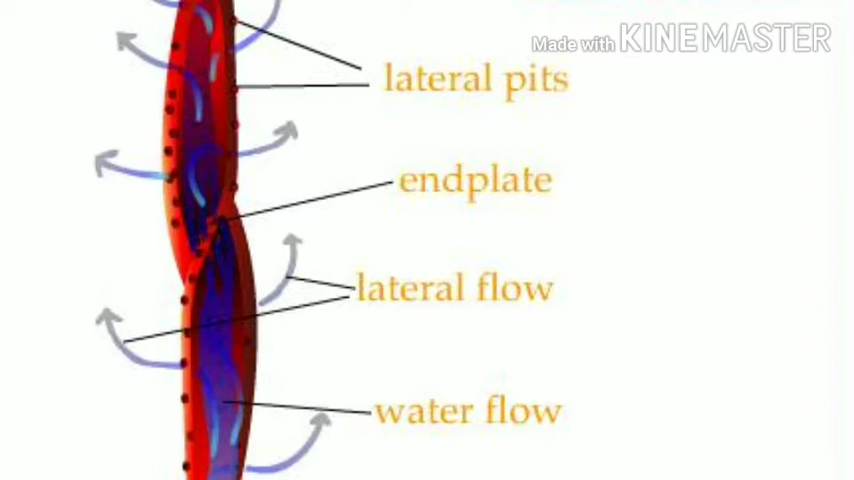 Made with KINEMASTER
lateral pits
endplate
lateral flow
water flow